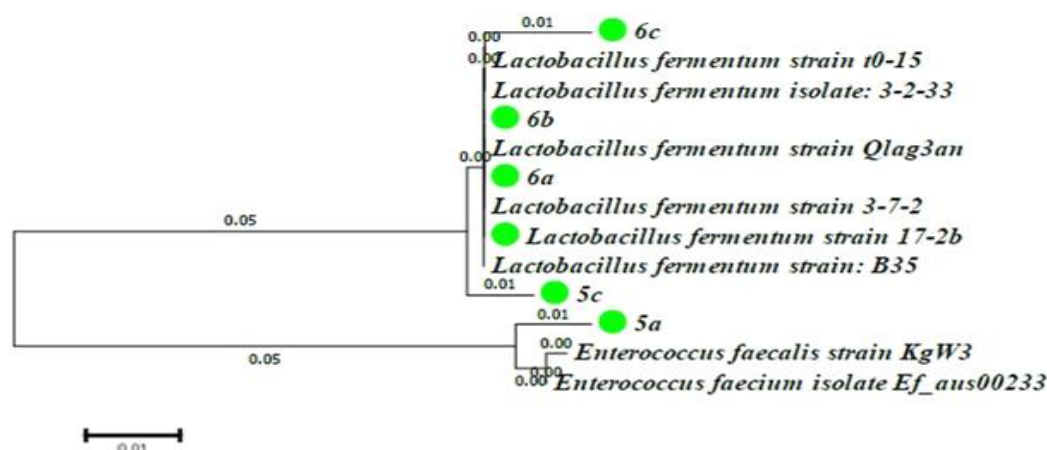 0.01
6c
0.00
0.00
Lactobacillus fermentum strain t0-15
Lactobacillus fermentum isolate: 3-2-33
6b
0.00
Lactobacillus fermentum strain Qlag3an
6a
Lactobacillus fermentum strain 3-7-2
0.05
Lactobacillus fermentum strain 17-2b
Lactobacillus fermentum strain: B35
0.01
5c
0.01
5a
0.00
Enterococcus faecalis strain KgW3
0.05
0.00
0.00
Enterococcus faecium isolate Ef_aus00233
0.01